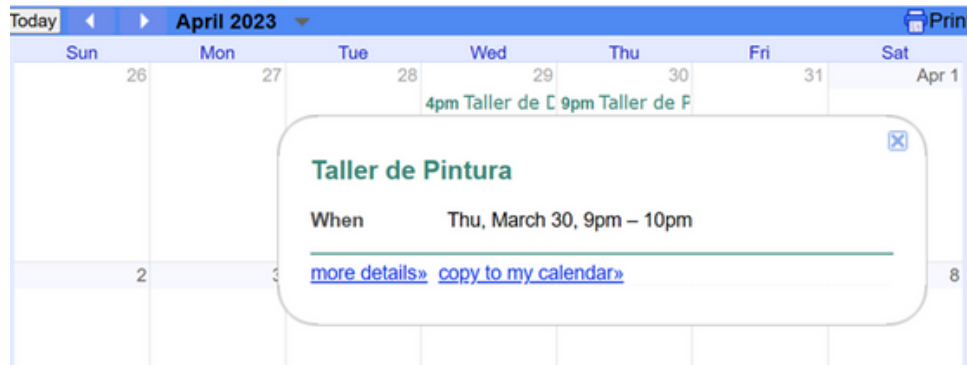 Today April 2023 Print
Sun Mon Tue Wed Thu Fri Sat
26 27 28 29 30 31 Apr 1
4pm Taller de 9pm Taller de
Taller de Pintura
When Thu, March 30, 9pm – 10pm
more details» copy to my calendar»
2 8